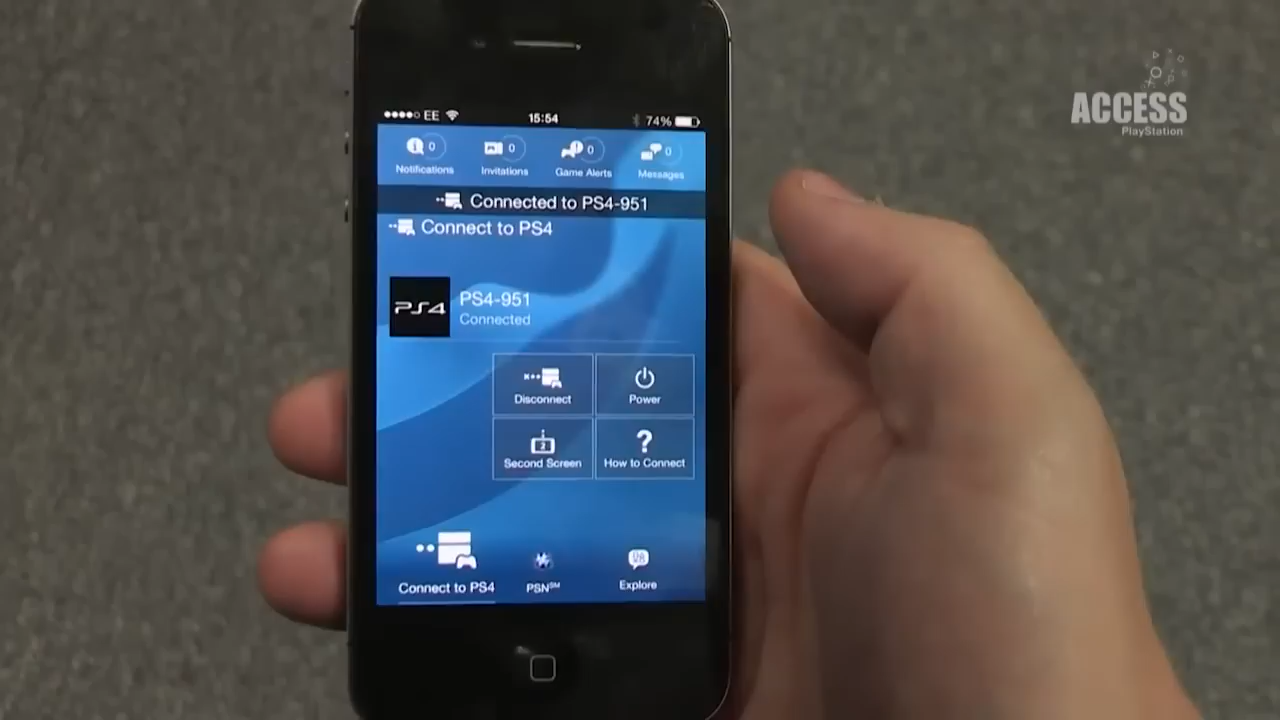 ACCESS
PlayStation
EE 15:54 74%
0 0 0 0
Notifications Invitations Game Alerts Messages
Connected to PS4-951
Connect to PS4
PS4 PS4-951
Connected
Disconnect Power
2
Second Screen How to Connect
Connect to PS4 PSN℠ Explore